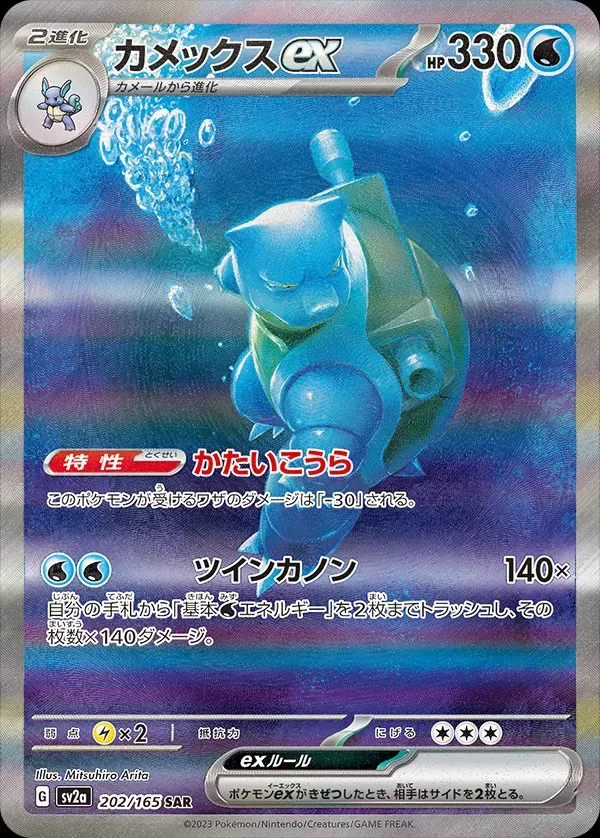 2進化 カメックスex HP330
カメールから進化
特性 とくせい かたいこうら
このポケモンが受けるワザのダメージは「-30」される。
ツインカノン 140×
自分の手札から「基本エネルギー」を2枚までトラッシュし、その
枚数×140ダメージ。
弱点 ×2 抵抗力 にげる
exルール
ポケモンexがきぜつしたとき、相手はサイドを2枚とる。
Illus. Mitsuhiro Arita
G sv2a 202/165 SAR
©2023 Pokémon/Nintendo/Creatures/GAME FREAK.